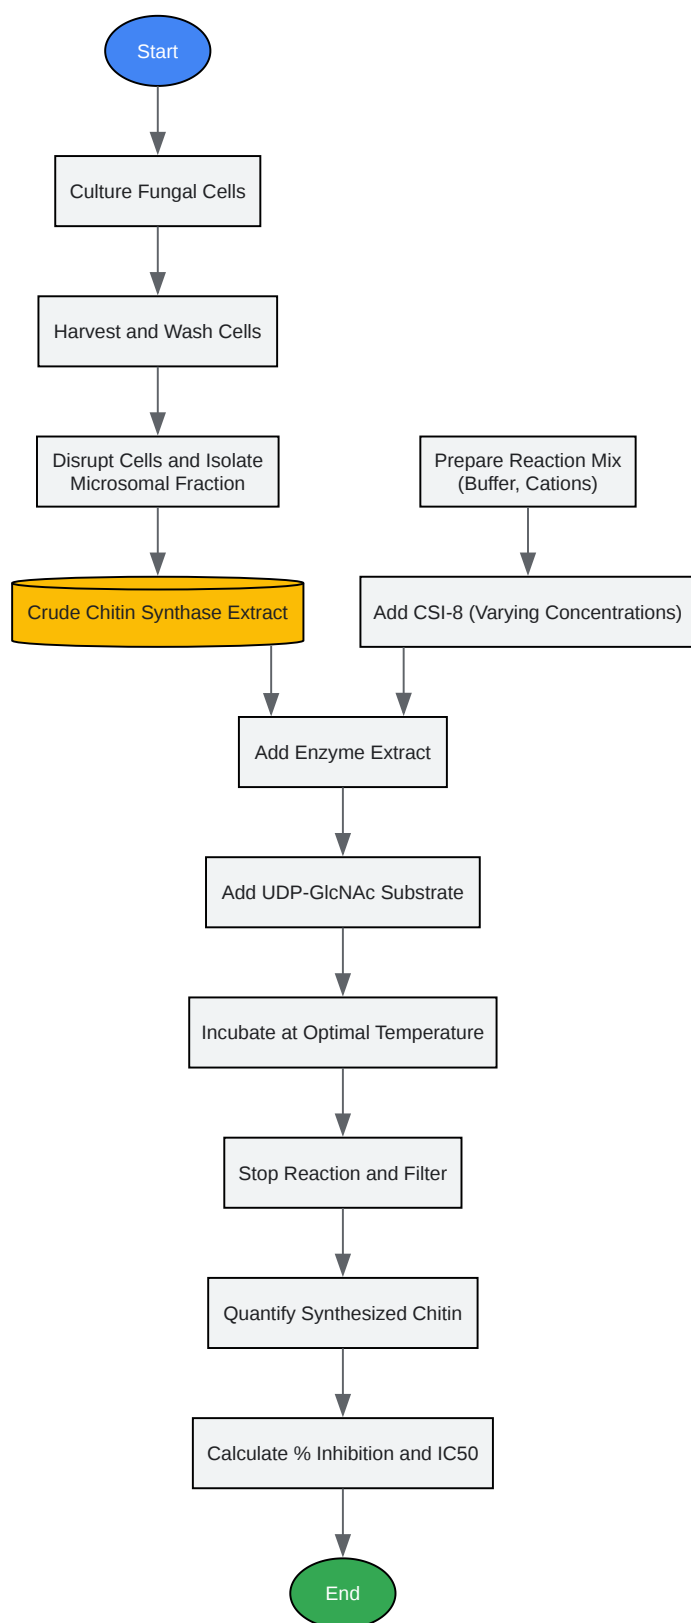 Start
Culture Fungal Cells
Harvest and Wash Cells
Disrupt Cells and Isolate
Microsomal Fraction
Prepare Reaction Mix
(Buffer, Cations)
Crude Chitin Synthase Extract
Add CSI-8 (Varying Concentrations)
Add Enzyme Extract
Add UDP-GlcNAc Substrate
Incubate at Optimal Temperature
Stop Reaction and Filter
Quantify Synthesized Chitin
Calculate % Inhibition and IC50
End